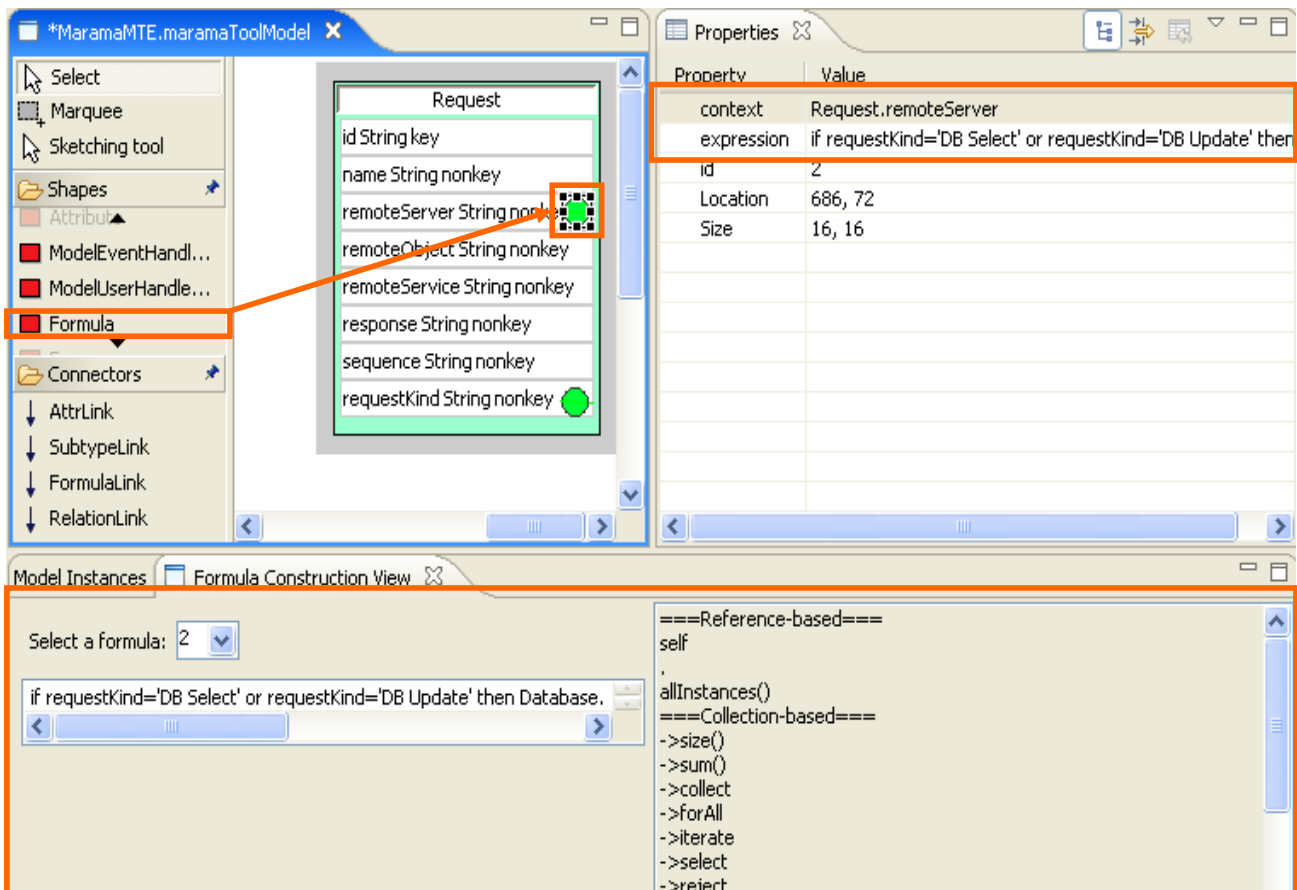 *MaramaMTE.maramaToolModel
Select
Marquee
Sketching tool
Shapes
Attribut
ModelEventHandl...
ModelUserHandle...
Formula
Connectors
AttrLink
SubtypeLink
FormulaLink
RelationLink
Request
id String key
name String nonkey
remoteServer String nonke
remoteObject String nonkey
remoteService String nonkey
response String nonkey
sequence String nonkey
requestKind String nonkey
Properties
Property Value
context Request.remoteServer
expression if requestKind='DB Select' or requestKind='DB Update' then
id 2
Location 686, 72
Size 16, 16
Model Instances Formula Construction View
Select a formula: 2
if requestKind='DB Select' or requestKind='DB Update' then Database.
===Reference-based===
self
.
allInstances()
===Collection-based===
->size()
->sum()
->collect
->forAll
->iterate
->select
->reject